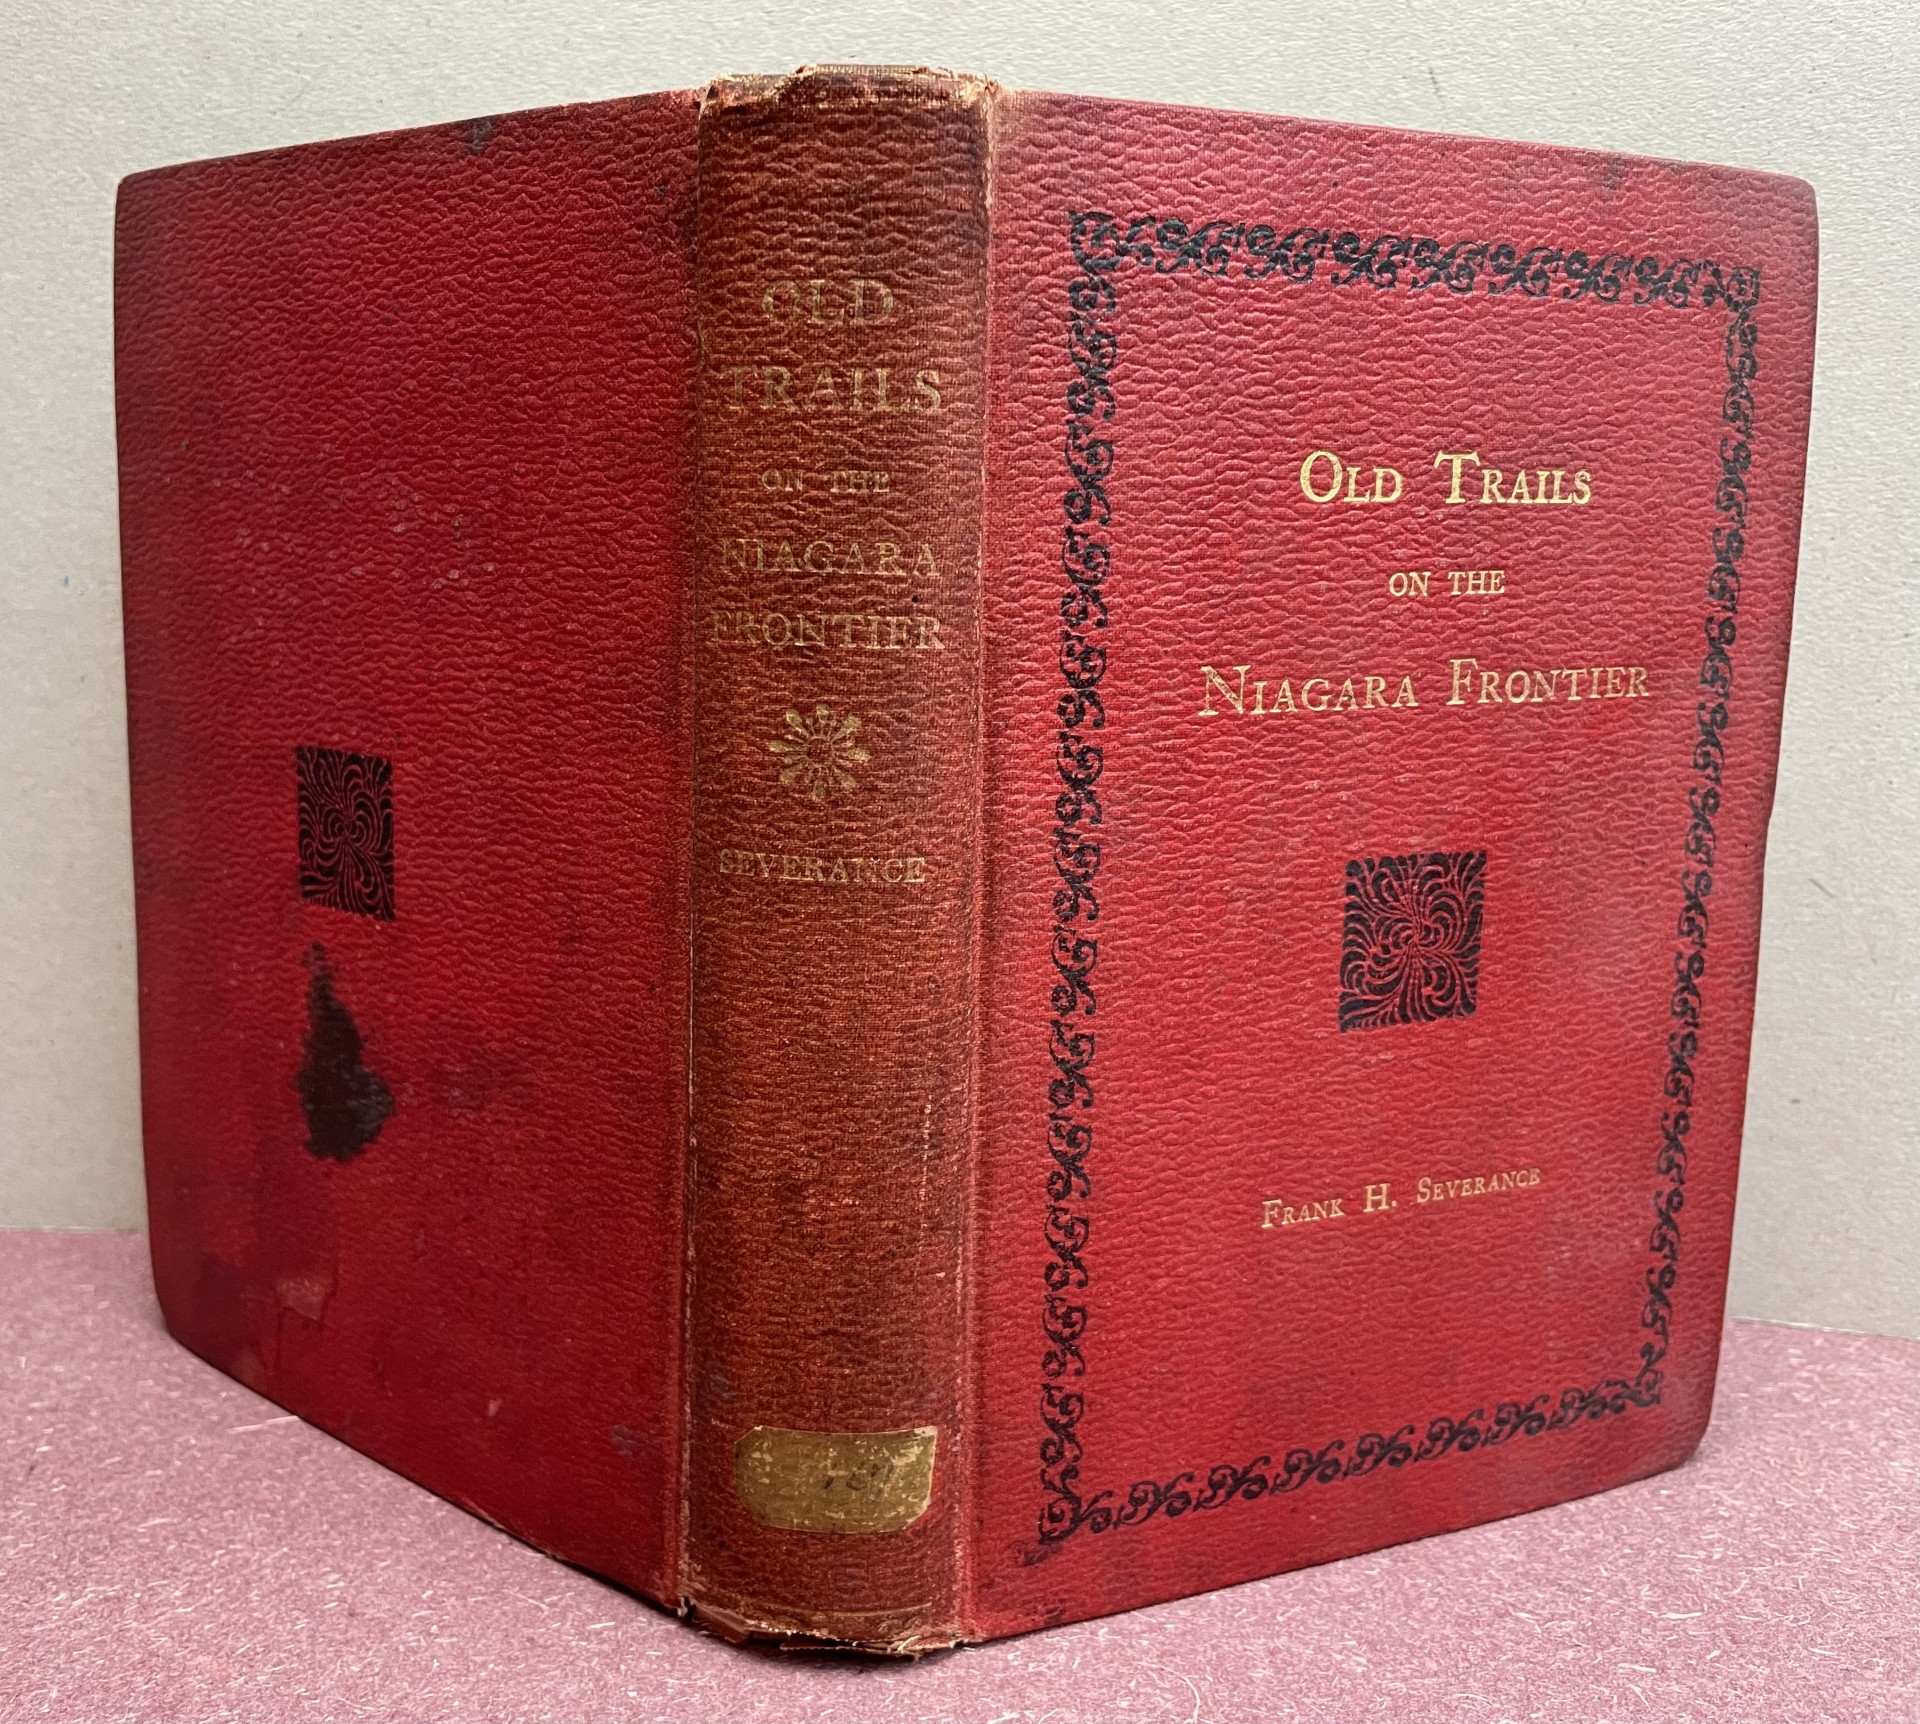 OLD
TRAILS
ON THE
NIAGARA
FRONTIER
SEVERANCE
OLD TRAILS
ON THE
NIAGARA FRONTIER
FRANK H. SEVERANCE